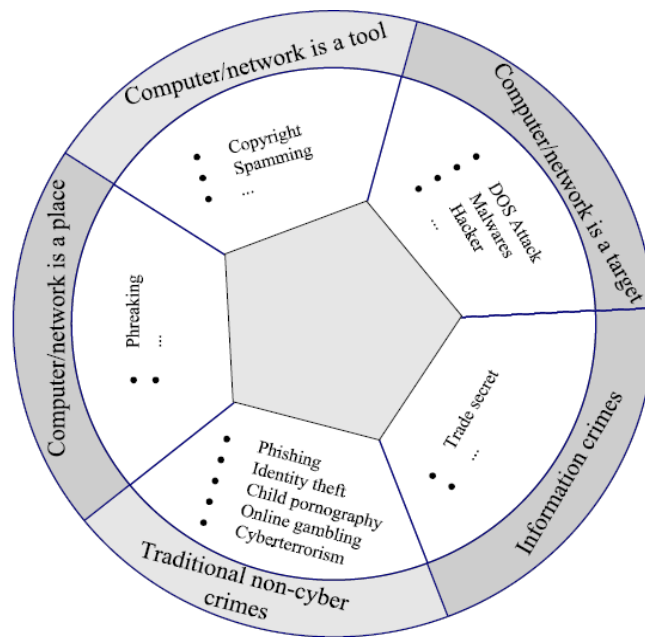 Computer/network is a tool
• Copyright
• Spamming
• ...
Computer/network is a target
• DOS Attack
• Malwares
• Hacker
• ...
Information crimes
• Trade secret
• ...
Traditional non-cyber
crimes
• Phishing
• Identity theft
• Child pornography
• Online gambling
• Cyberterrorism
Computer/network is a place
• Phreaking
• ...